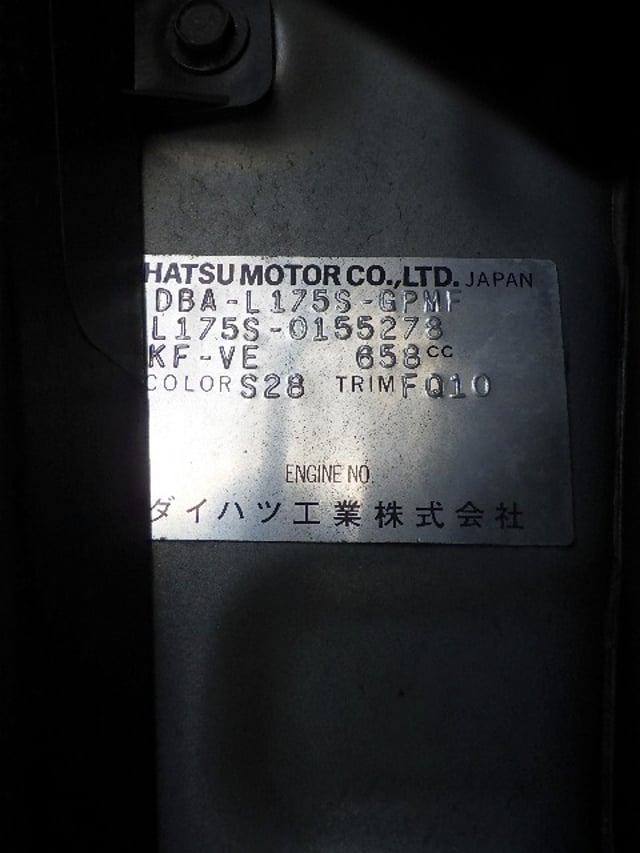 HATSU MOTOR CO.,LTD. JAPAN
DBA-L175S-GPMF
L175S-0155278
KF-VE 658CC
COLOR S28 TRIM FQ10
ENGINE NO.
ダイハツ工業株式会社